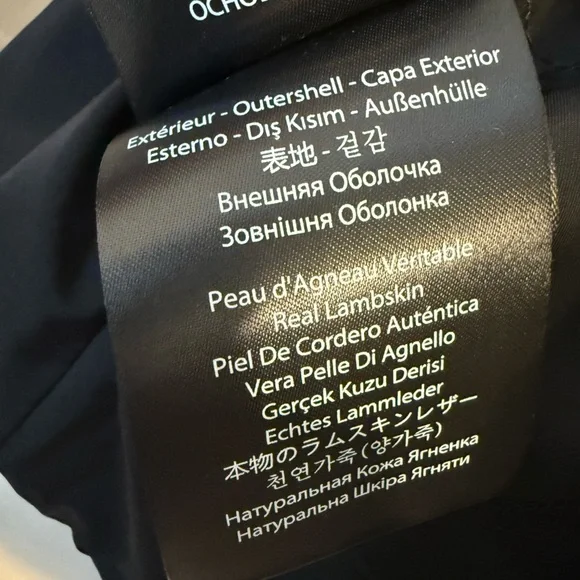 Extérieur - Outershell - Capa Exterior
Esterno - Dış Kısım - Außenhülle
表地 - 겉감
Внешняя Оболочка
Зовнішня Оболонка
Peau d'Agneau Véritable
Real Lambskin
Piel De Cordero Auténtica
Vera Pelle Di Agnello
Gerçek Kuzu Derisi
Echtes Lammleder
本物のラムスキンレザー
천연가죽(양가죽)
Натуральная Кожа Ягненка
Натуральна Шкіра Ягняти